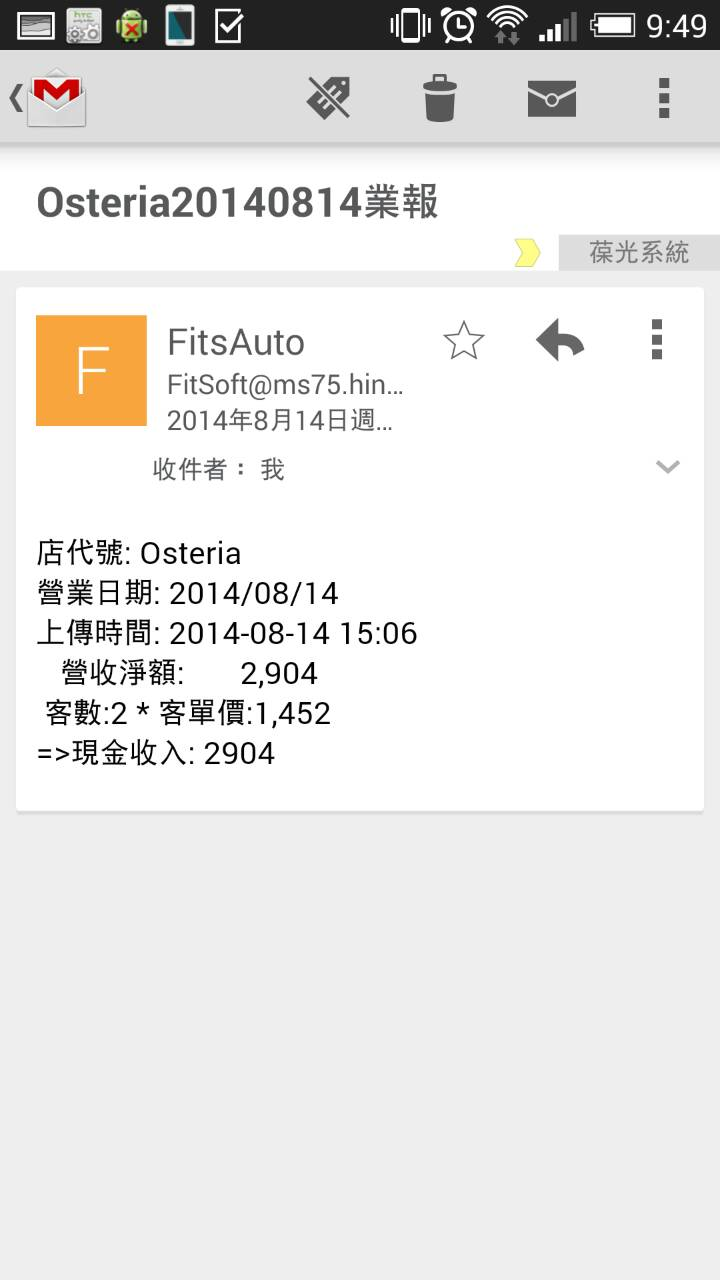 9:49
Osteria20140814業報
葆光系統
F
FitsAuto
FitSoft@ms75.hin...
2014年8月14日週...
收件者： 我
店代號: Osteria
營業日期: 2014/08/14
上傳時間: 2014-08-14 15:06
營收淨額: 2,904
客數:2 * 客單價:1,452
=>現金收入: 2904